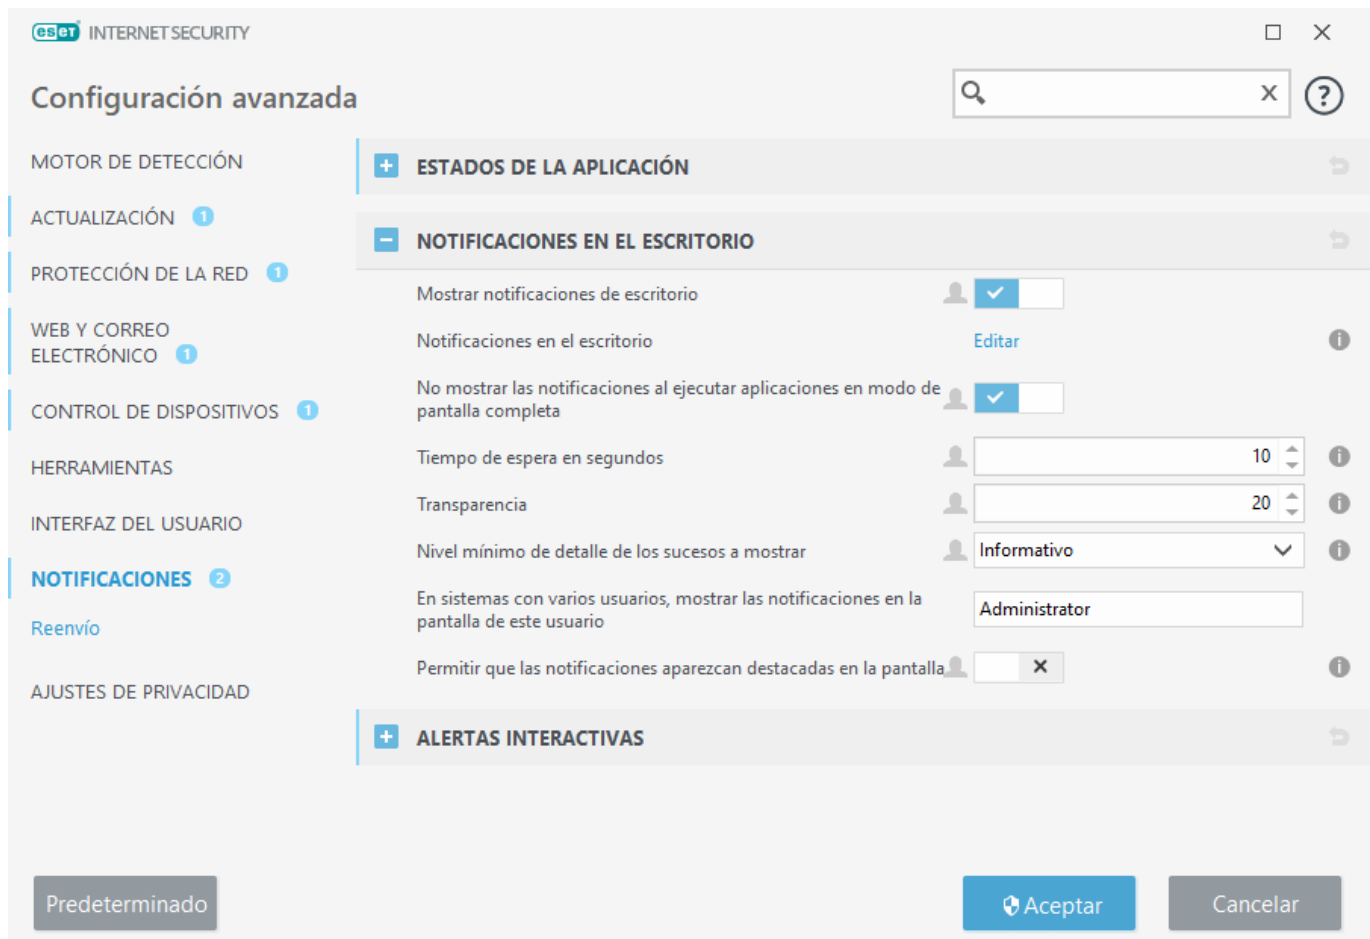 eset INTERNET SECURITY
Configuración avanzada
MOTOR DE DETECCIÓN
ACTUALIZACIÓN 1
PROTECCIÓN DE LA RED 1
WEB Y CORREO
ELECTRÓNICO 1
CONTROL DE DISPOSITIVOS 1
HERRAMIENTAS
INTERFAZ DEL USUARIO
NOTIFICACIONES 2
Reenvío
AJUSTES DE PRIVACIDAD
ESTADOS DE LA APLICACIÓN
NOTIFICACIONES EN EL ESCRITORIO
Mostrar notificaciones de escritorio
Notificaciones en el escritorio Editar
No mostrar las notificaciones al ejecutar aplicaciones en modo de
pantalla completa
Tiempo de espera en segundos 10
Transparencia 20
Nivel mínimo de detalle de los sucesos a mostrar Informativo
En sistemas con varios usuarios, mostrar las notificaciones en la
pantalla de este usuario Administrator
Permitir que las notificaciones aparezcan destacadas en la pantalla
ALERTAS INTERACTIVAS
Predeterminado Aceptar Cancelar